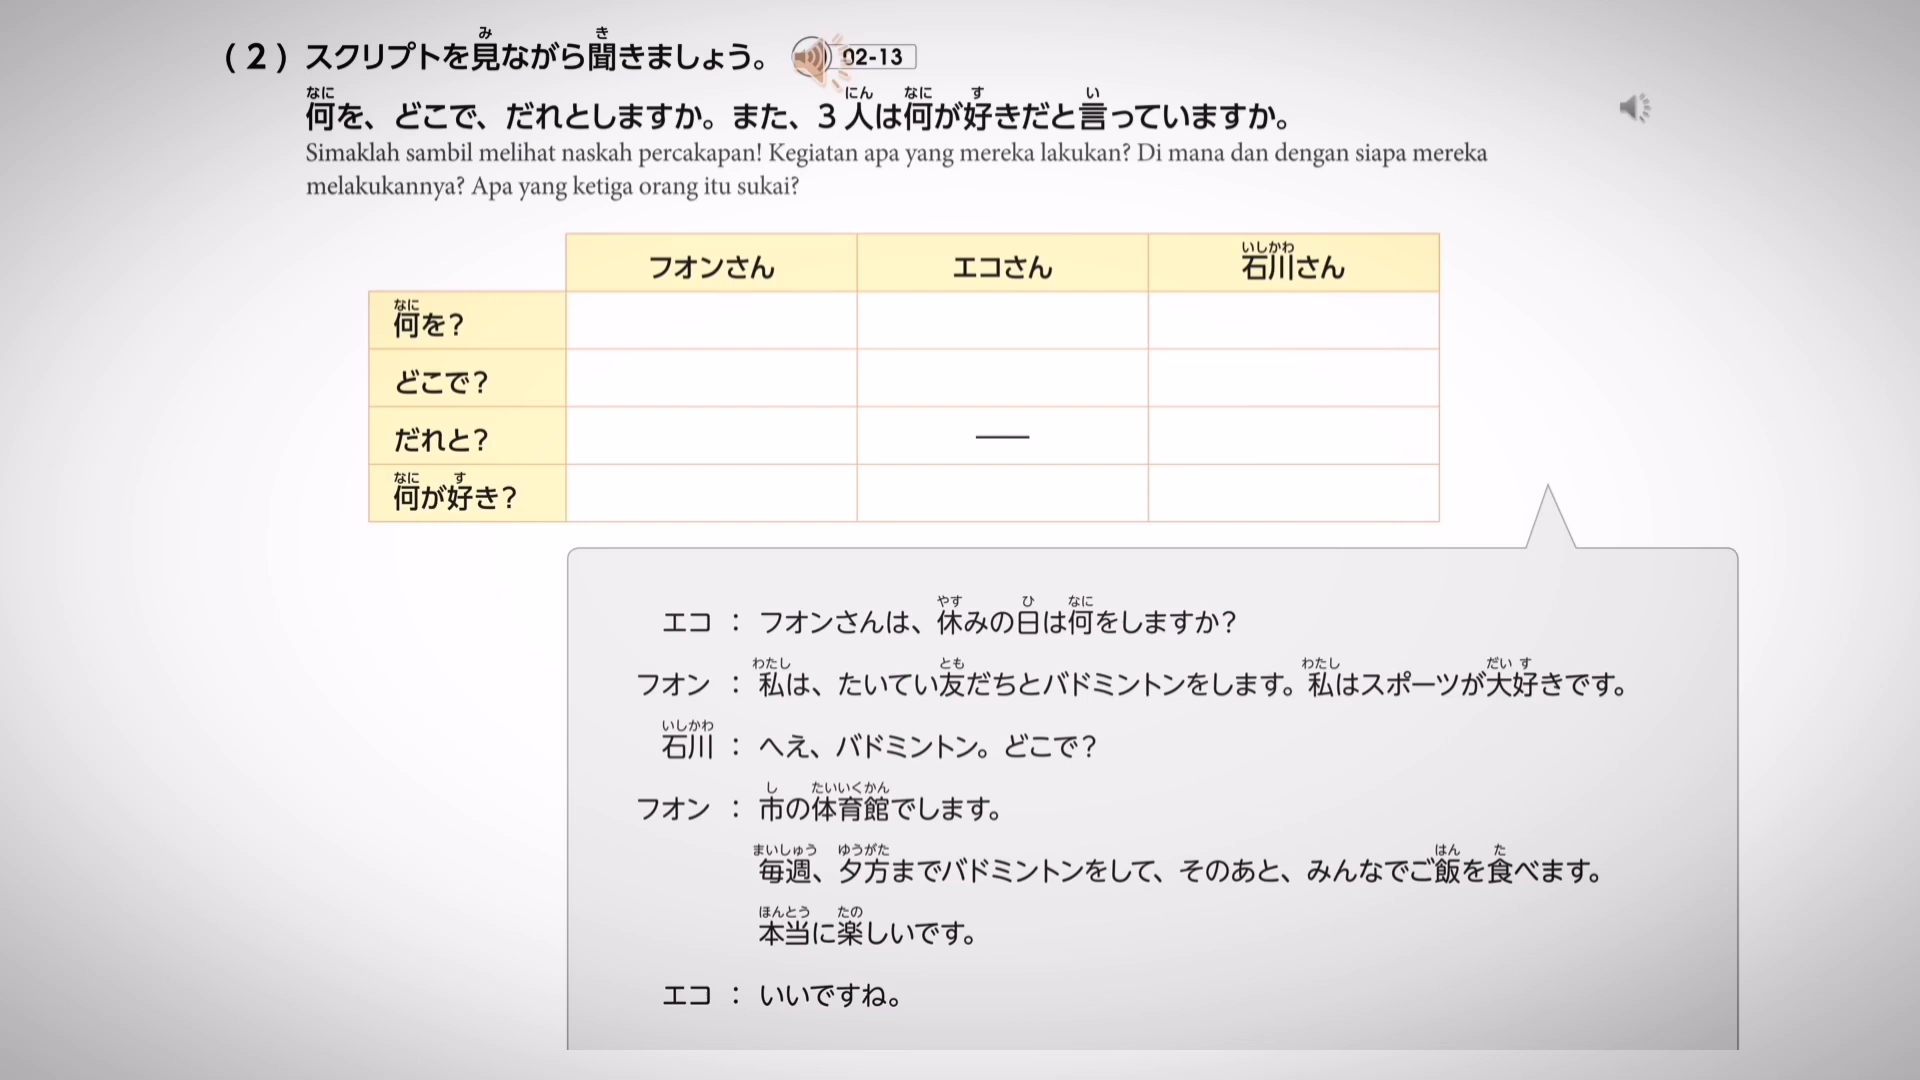 (2) スクリプトを見ながら聞きましょう。 02-13
何を、どこで、だれとしますか。また、3人は何が好きだと言っていますか。
Simaklah sambil melihat naskah percakapan! Kegiatan apa yang mereka lakukan? Di mana dan dengan siapa mereka
melakukannya? Apa yang ketiga orang itu sukai?
フオンさん エコさん 石川さん
何を?
どこで?
だれと? ―
何が好き?
エコ : フオンさんは、休みの日は何をしますか?
フオン : 私は、たいてい友だちとバドミントンをします。私はスポーツが大好きです。
石川 : へえ、バドミントン。どこで?
フオン : 市の体育館でします。
毎週、夕方までバドミントンをして、そのあと、みんなでご飯を食べます。
本当に楽しいです。
エコ : いいですね。